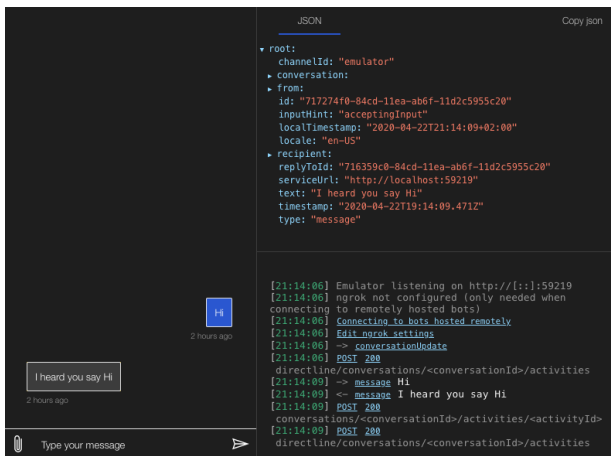 JSON
Copy json
root:
channelId: "emulator"
conversation:
from:
id: "717274f0-84cd-11ea-ab6f-11d2c5955c20"
inputHint: "acceptingInput"
localTimestamp: "2020-04-22T21:14:09+02:00"
locale: "en-US"
recipient:
replyToId: "716359c0-84cd-11ea-ab6f-11d2c5955c20"
serviceUrl: "http://localhost:59219"
text: "I heard you say Hi"
timestamp: "2020-04-22T19:14:09.471Z"
type: "message"
Hi
2 hours ago
I heard you say Hi
2 hours ago
Type your message
[21:14:06] Emulator listening on http://[::]:59219
[21:14:06] ngrok not configured (only needed when
connecting to remotely hosted bots)
[21:14:06] Connecting to bots hosted remotely
[21:14:06] Edit ngrok settings
[21:14:06] -> conversationUpdate
[21:14:06] POST 200
directline/conversations/<conversationId>/activities
[21:14:09] -> message Hi
[21:14:09] <- message I heard you say Hi
[21:14:09] POST 200
conversations/<conversationId>/activities/<activityId>
[21:14:09] POST 200
directline/conversations/<conversationId>/activities